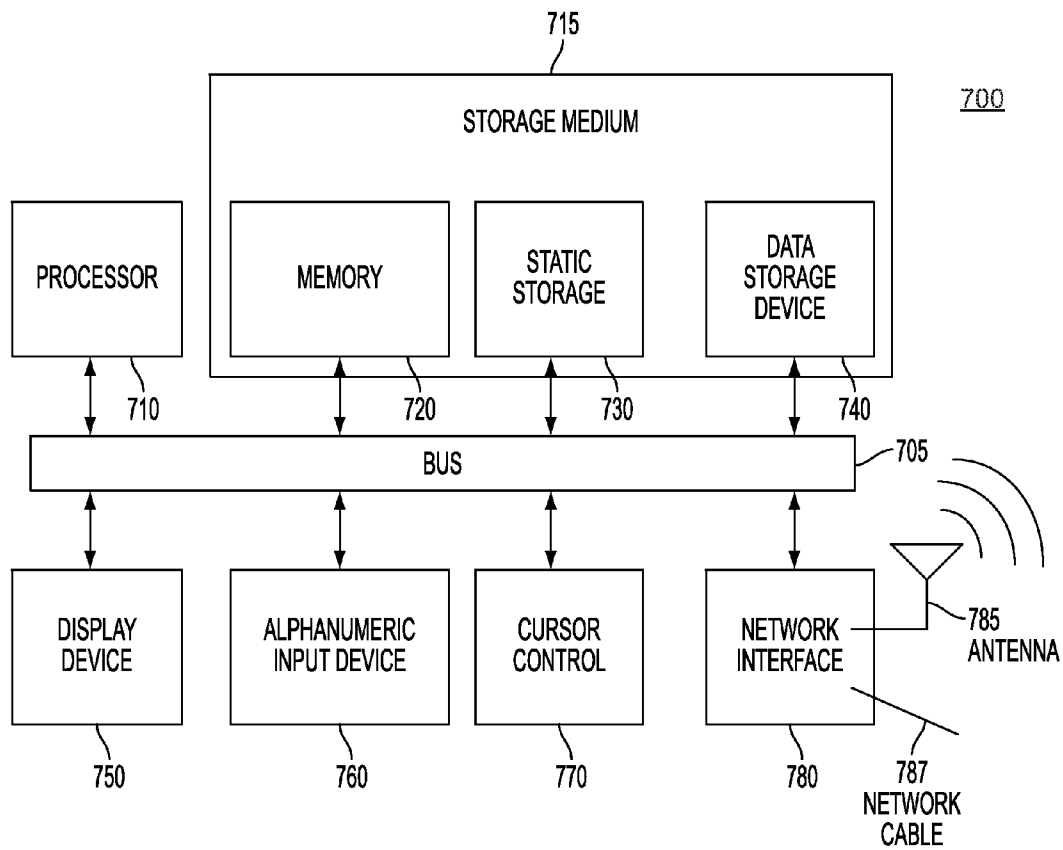 715
700
STORAGE MEDIUM
PROCESSOR
MEMORY
STATIC
STORAGE
DATA
STORAGE
DEVICE
710
720
730
740
BUS
705
DISPLAY
DEVICE
ALPHANUMERIC
INPUT DEVICE
CURSOR
CONTROL
NETWORK
INTERFACE
785
ANTENNA
750
760
770
780
787
NETWORK
CABLE